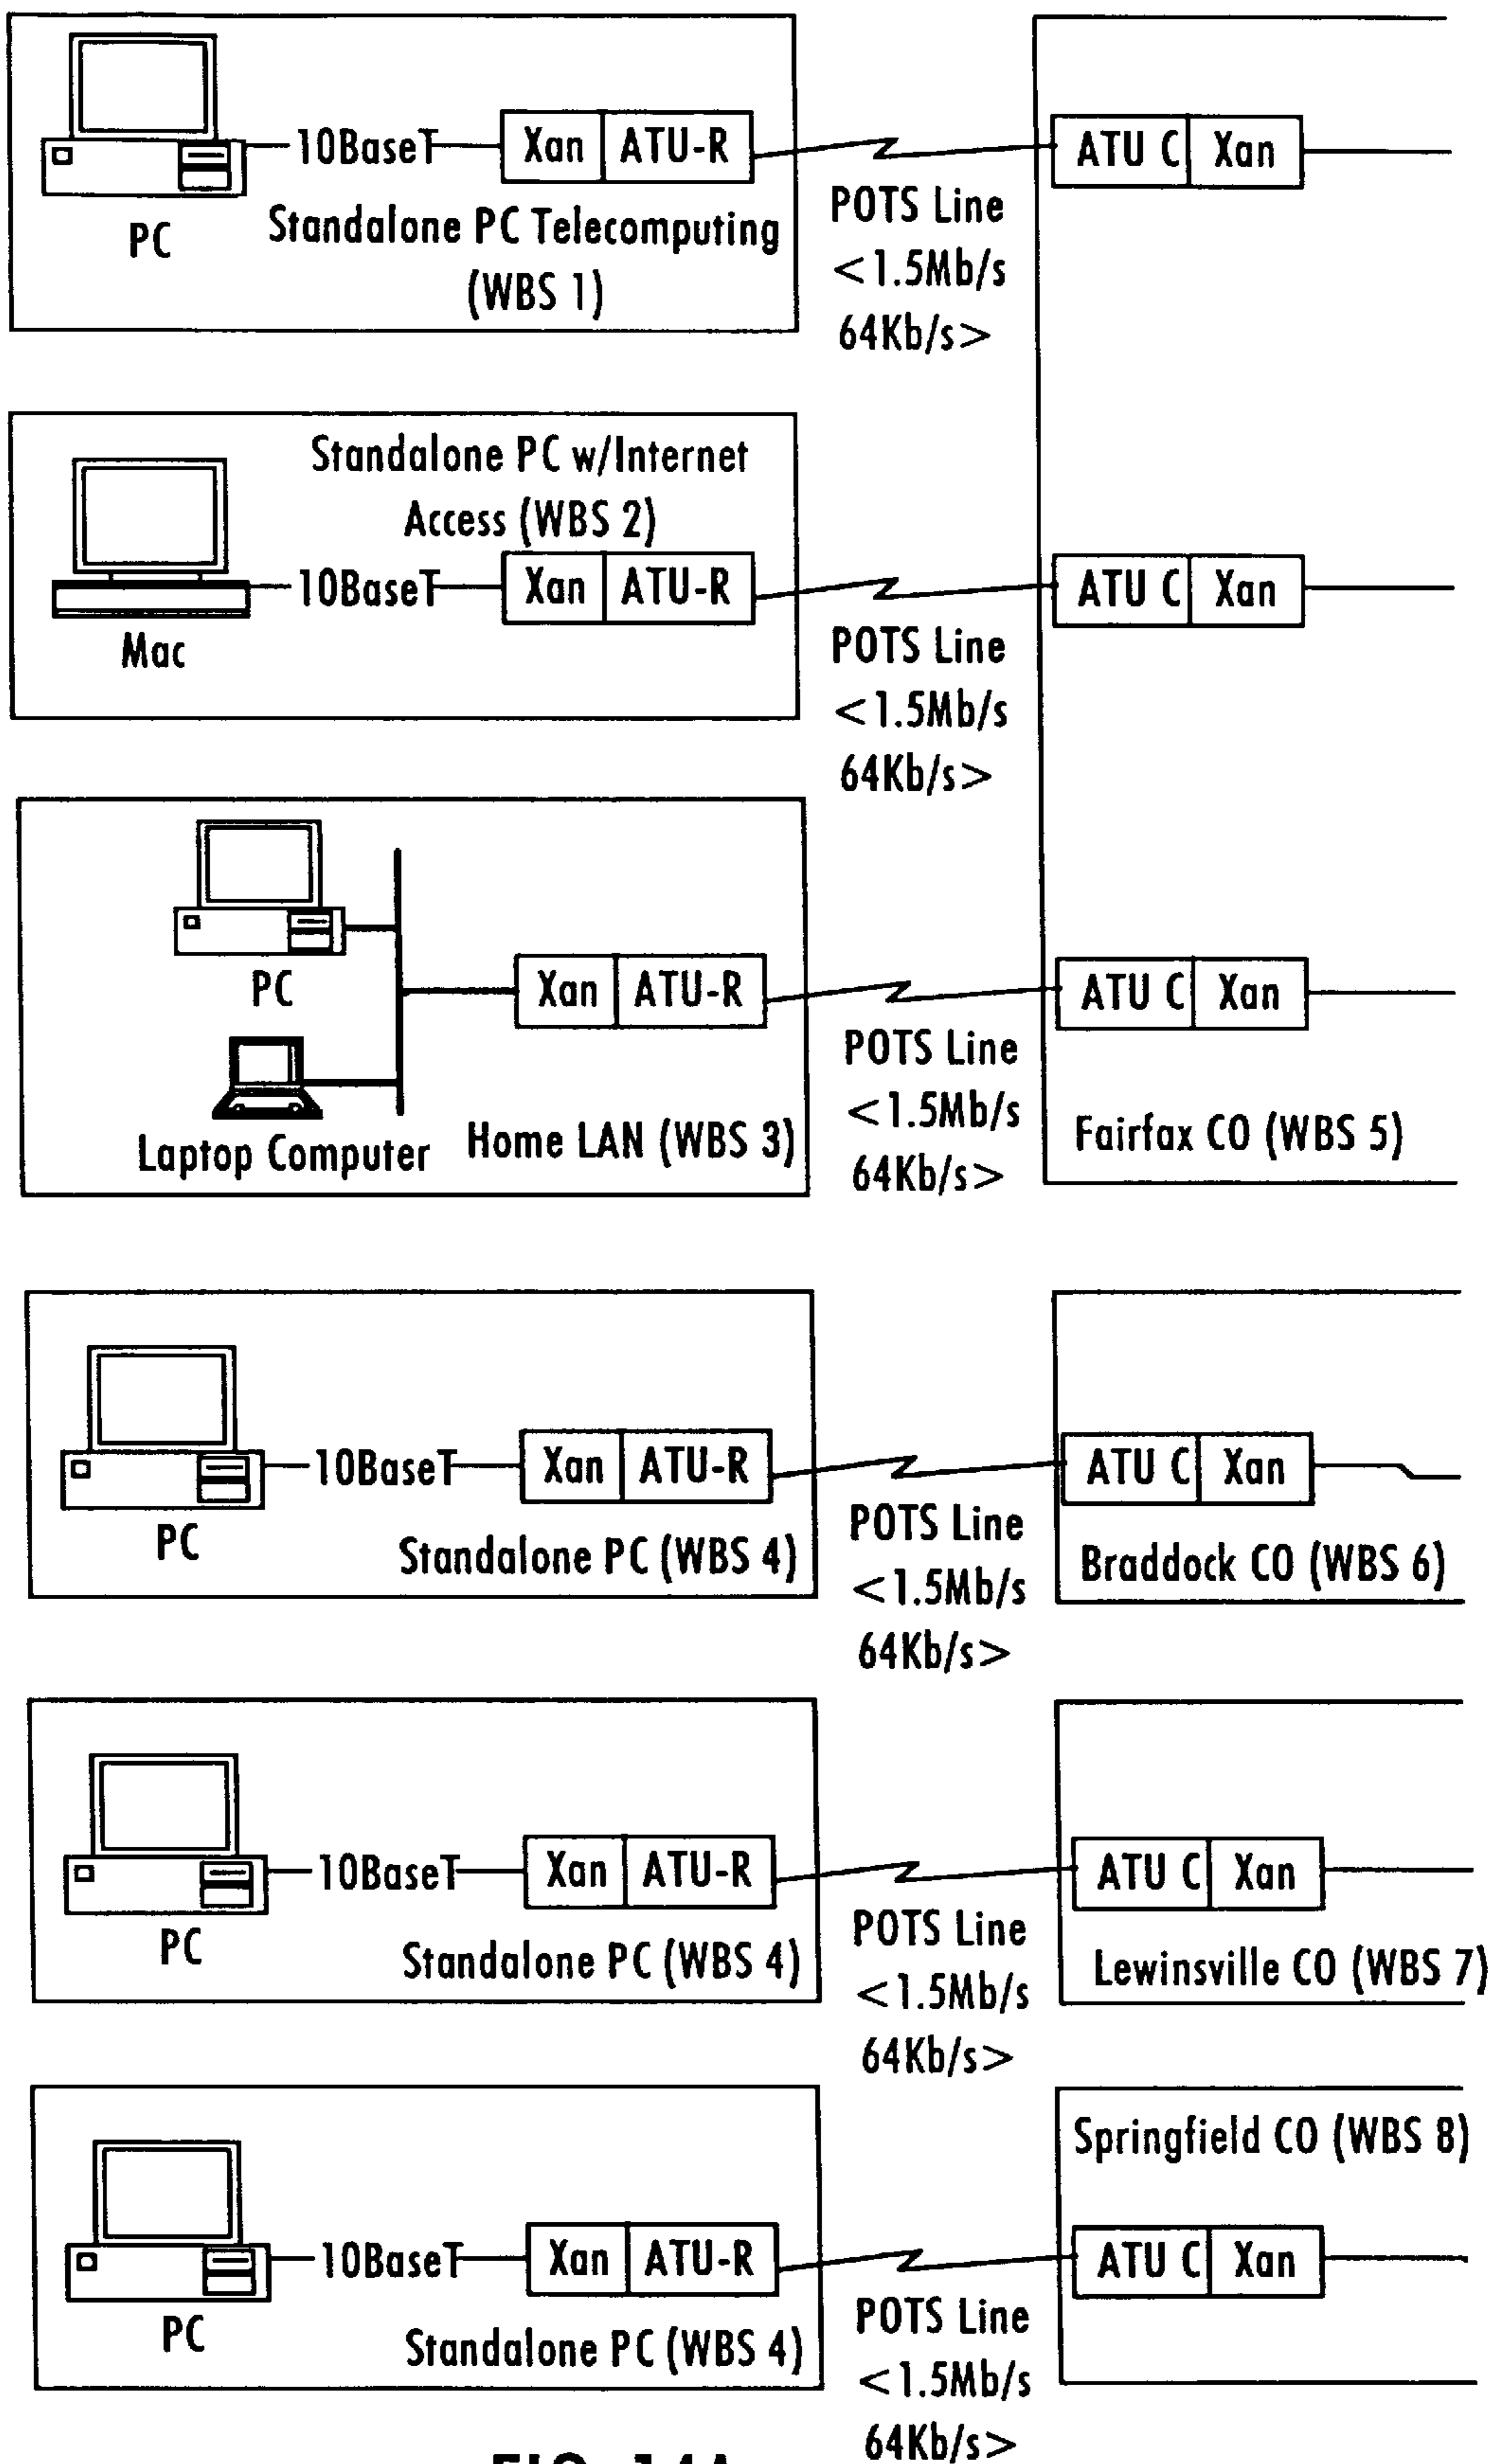 10BaseT Xan ATU-R ATU C Xan
PC
Standalone PC Telecomputing
(WBS 1)
POTS Line
<1.5Mb/s
64Kb/s>
Standalone PC w/Internet
Access (WBS 2)
10BaseT Xan ATU-R ATU C Xan
Mac
POTS Line
<1.5Mb/s
64Kb/s>
PC
Xan ATU-R ATU C Xan
Laptop Computer
Home LAN (WBS 3)
POTS Line
<1.5Mb/s
64Kb/s>
Fairfax CO (WBS 5)
10BaseT Xan ATU-R ATU C Xan
PC
Standalone PC (WBS 4)
POTS Line
<1.5Mb/s
64Kb/s>
Braddock CO (WBS 6)
10BaseT Xan ATU-R ATU C Xan
PC
Standalone PC (WBS 4)
POTS Line
<1.5Mb/s
64Kb/s>
Lewinsville CO (WBS 7)
Springfield CO (WBS 8)
10BaseT Xan ATU-R ATU C Xan
PC
Standalone PC (WBS 4)
POTS Line
<1.5Mb/s
64Kb/s>